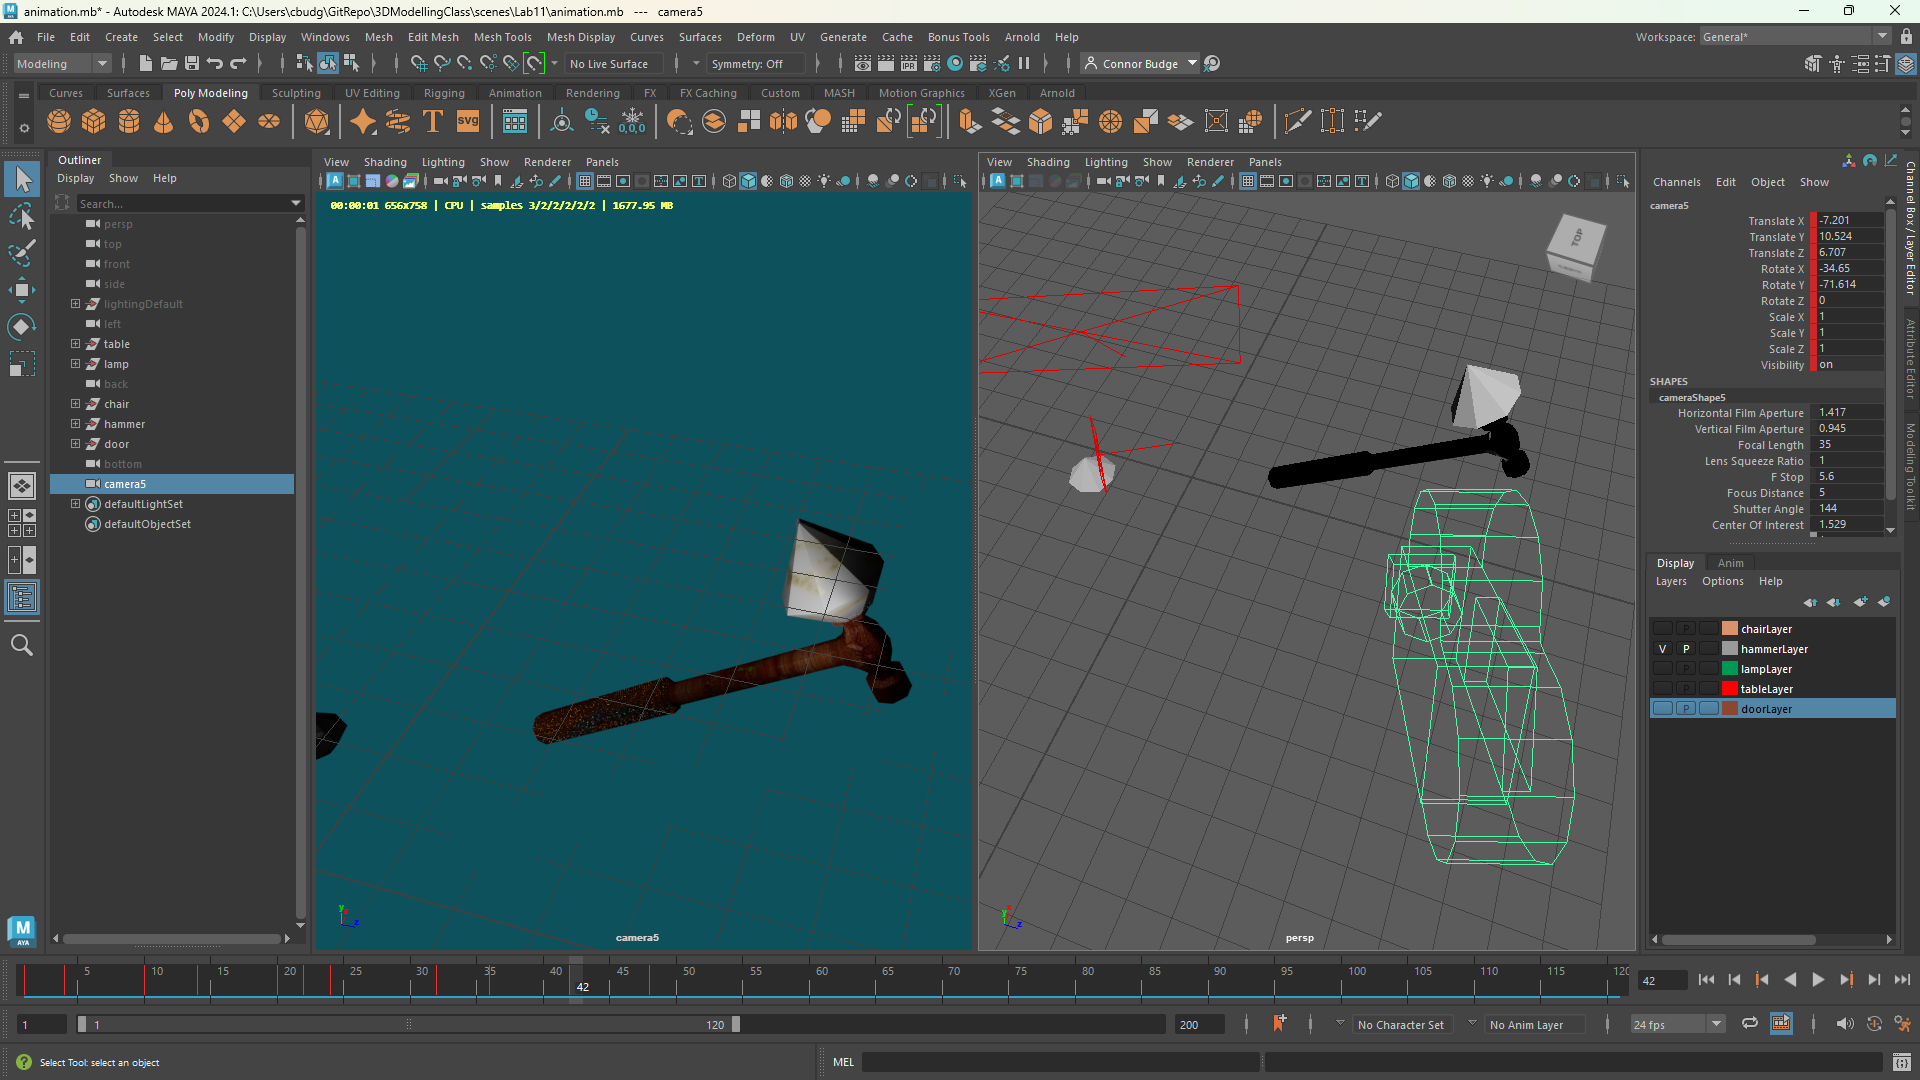 animation.mb* - Autodesk MAYA 2024.1: C:\Users\cbudg\GitRepo\3DModellingClass\scenes\Lab11\animation.mb --- camera5
File Edit Create Select Modify Display Windows Mesh Edit Mesh Mesh Tools Mesh Display Curves Surfaces Deform UV Generate Cache Bonus Tools Arnold Help
Workspace: General*
Modeling No Live Surface Symmetry: Off Connor Budge
Curves Surfaces Poly Modeling Sculpting UV Editing Rigging Animation Rendering FX FX Caching Custom MASH Motion Graphics XGen Arnold
Outliner
Display Show Help
Search...
persp
top
front
side
lightingDefault
left
table
lamp
back
chair
hammer
door
bottom
camera5
defaultLightSet
defaultObjectSet
View Shading Lighting Show Renderer Panels
00:00:01 656x758 | CPU | samples 3/2/2/2/2/2 | 1677.95 MB
camera5
View Shading Lighting Show Renderer Panels
TOP
persp
Channels Edit Object Show
camera5
Translate X -7.201
Translate Y 10.524
Translate Z 6.707
Rotate X -34.65
Rotate Y -71.614
Rotate Z 0
Scale X 1
Scale Y 1
Scale Z 1
Visibility on
SHAPES
cameraShape5
Horizontal Film Aperture 1.417
Vertical Film Aperture 0.945
Focal Length 35
Lens Squeeze Ratio 1
F Stop 5.6
Focus Distance 5
Shutter Angle 144
Center Of Interest 1.529
Channel Box / Layer Editor
Attribute Editor
Modeling Toolkit
Display Anim
Layers Options Help
P chairLayer
V P hammerLayer
P lampLayer
P tableLayer
P doorLayer
5 10 15 20 25 30 35 40 45 50 55 60 65 70 75 80 85 90 95 100 105 110 115 120
42
42
1 1 120 200 No Character Set No Anim Layer 24 fps
Select Tool: select an object
MEL